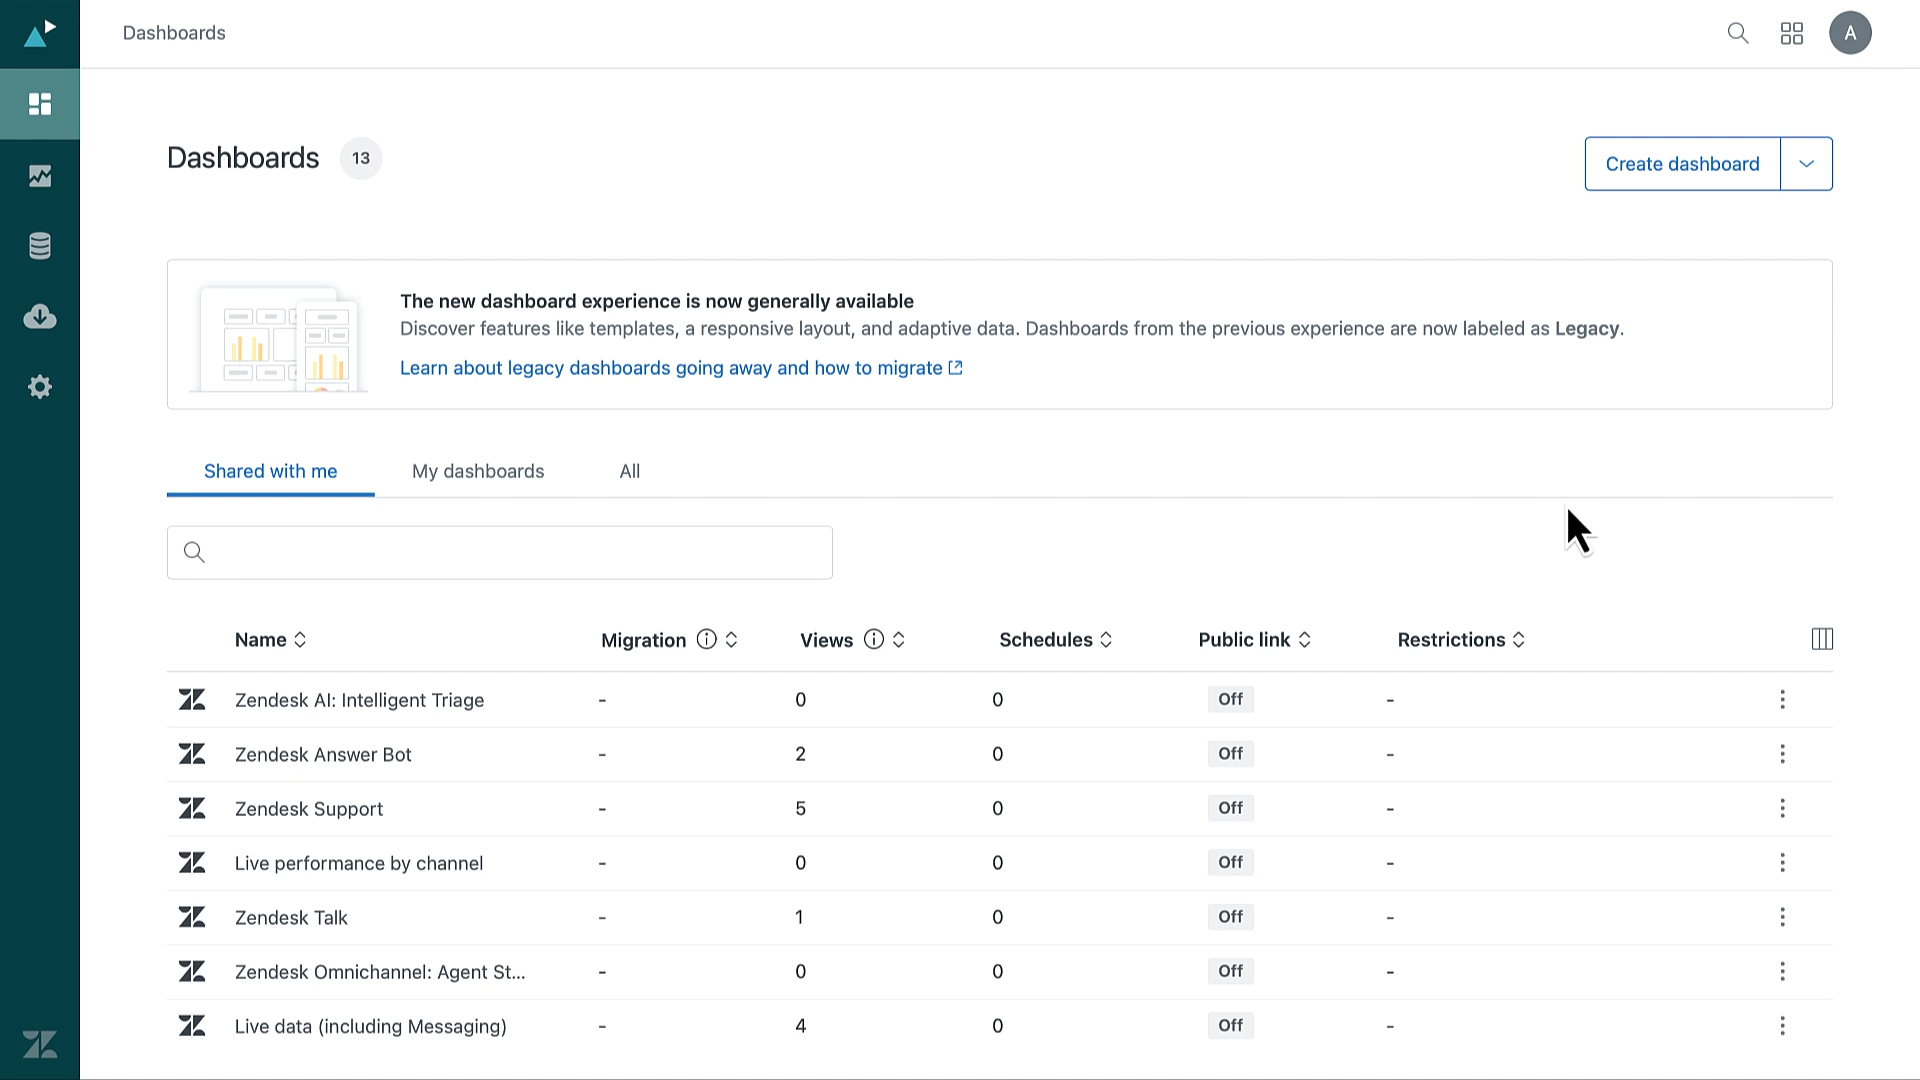 Dashboards
A
Dashboards 13
Create dashboard
The new dashboard experience is now generally available
Discover features like templates, a responsive layout, and adaptive data. Dashboards from the previous experience are now labeled as Legacy.
Learn about legacy dashboards going away and how to migrate
Shared with me My dashboards All
Name Migration Views Schedules Public link Restrictions
Zendesk AI: Intelligent Triage - 0 0 Off -
Zendesk Answer Bot - 2 0 Off -
Zendesk Support - 5 0 Off -
Live performance by channel - 0 0 Off -
Zendesk Talk - 1 0 Off -
Zendesk Omnichannel: Agent St... - 0 0 Off -
Live data (including Messaging) - 4 0 Off -